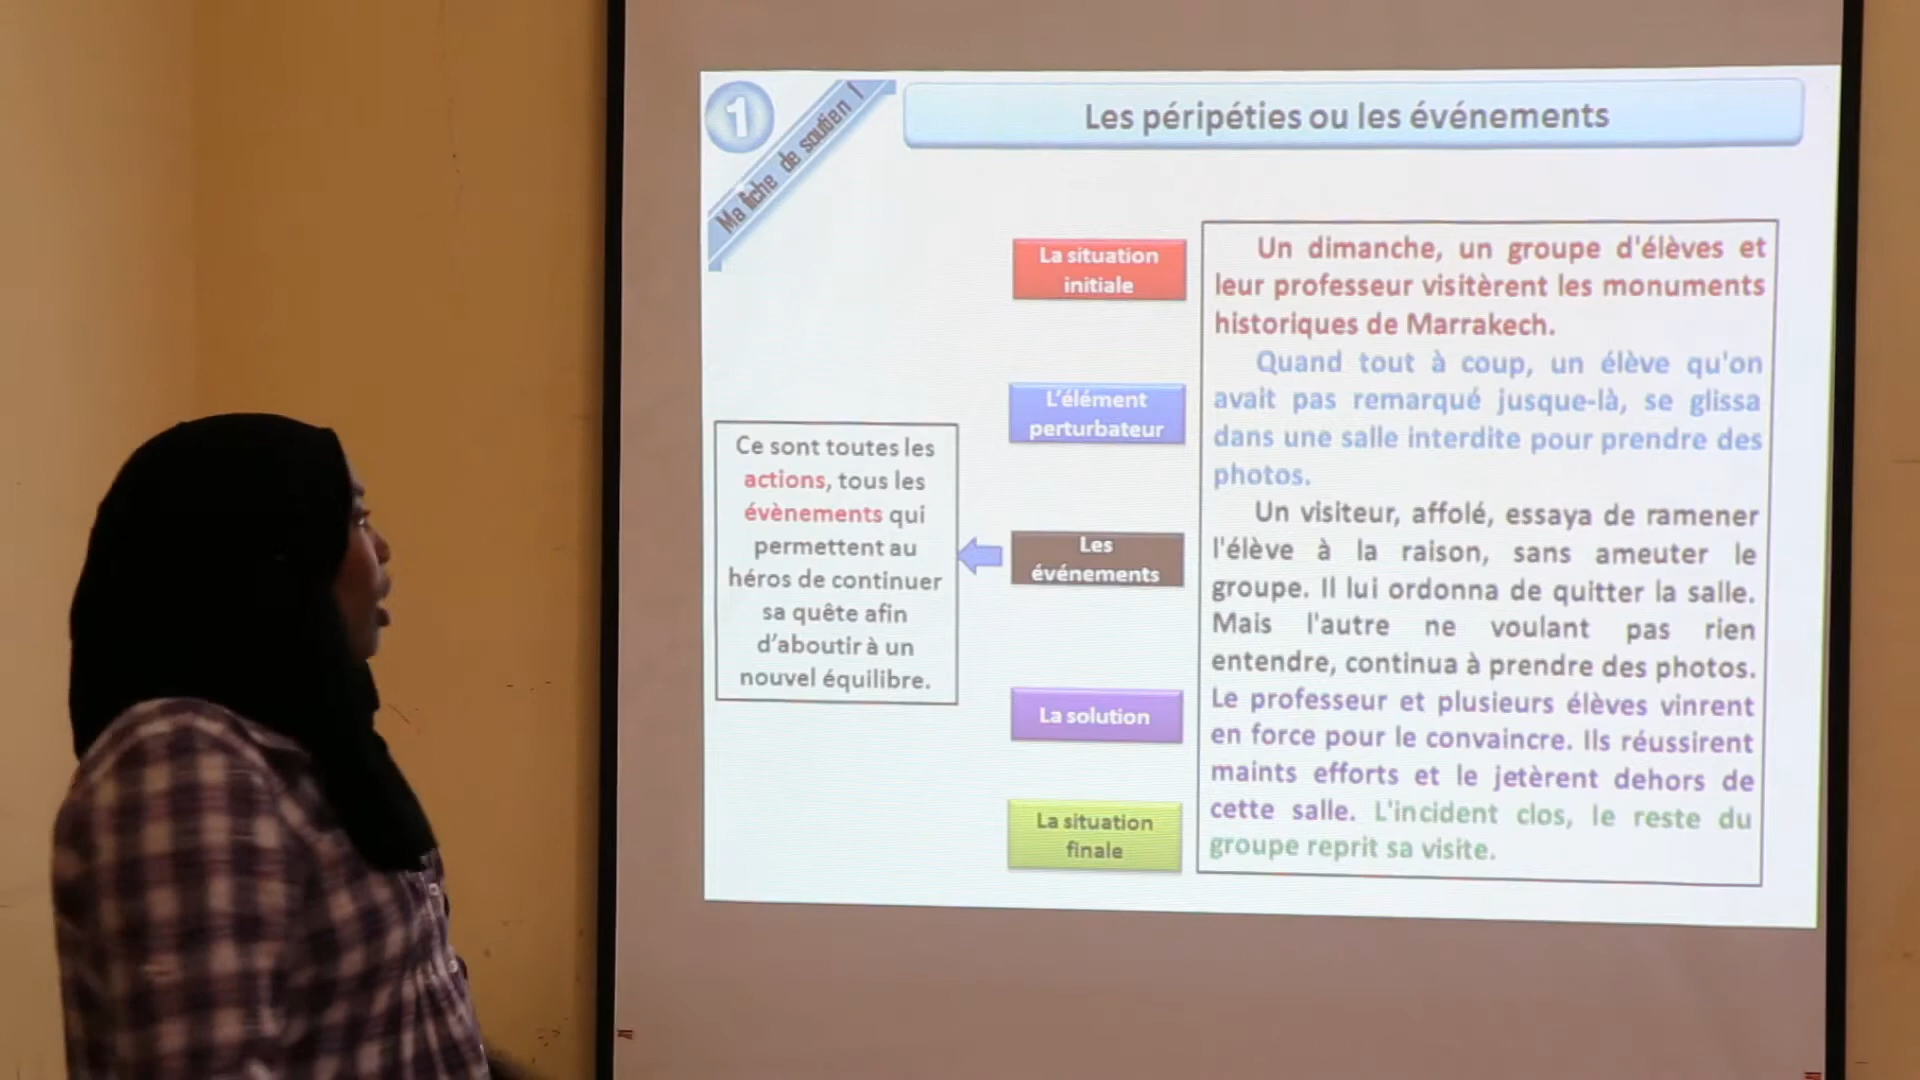 1
Ma fiche de soutien !
Les péripéties ou les événements
La situation
initiale
L'élément
perturbateur
Les
événements
La solution
La situation
finale
Ce sont toutes les
actions, tous les
évènements qui
permettent au
héros de continuer
sa quête afin
d'aboutir à un
nouvel équilibre.
Un dimanche, un groupe d'élèves et
leur professeur visitèrent les monuments
historiques de Marrakech.
Quand tout à coup, un élève qu'on
avait pas remarqué jusque-là, se glissa
dans une salle interdite pour prendre des
photos.
Un visiteur, affolé, essaya de ramener
l'élève à la raison, sans ameuter le
groupe. Il lui ordonna de quitter la salle.
Mais l'autre ne voulant pas rien
entendre, continua à prendre des photos.
Le professeur et plusieurs élèves vinrent
en force pour le convaincre. Ils réussirent
maints efforts et le jetèrent dehors de
cette salle. L'incident clos, le reste du
groupe reprit sa visite.